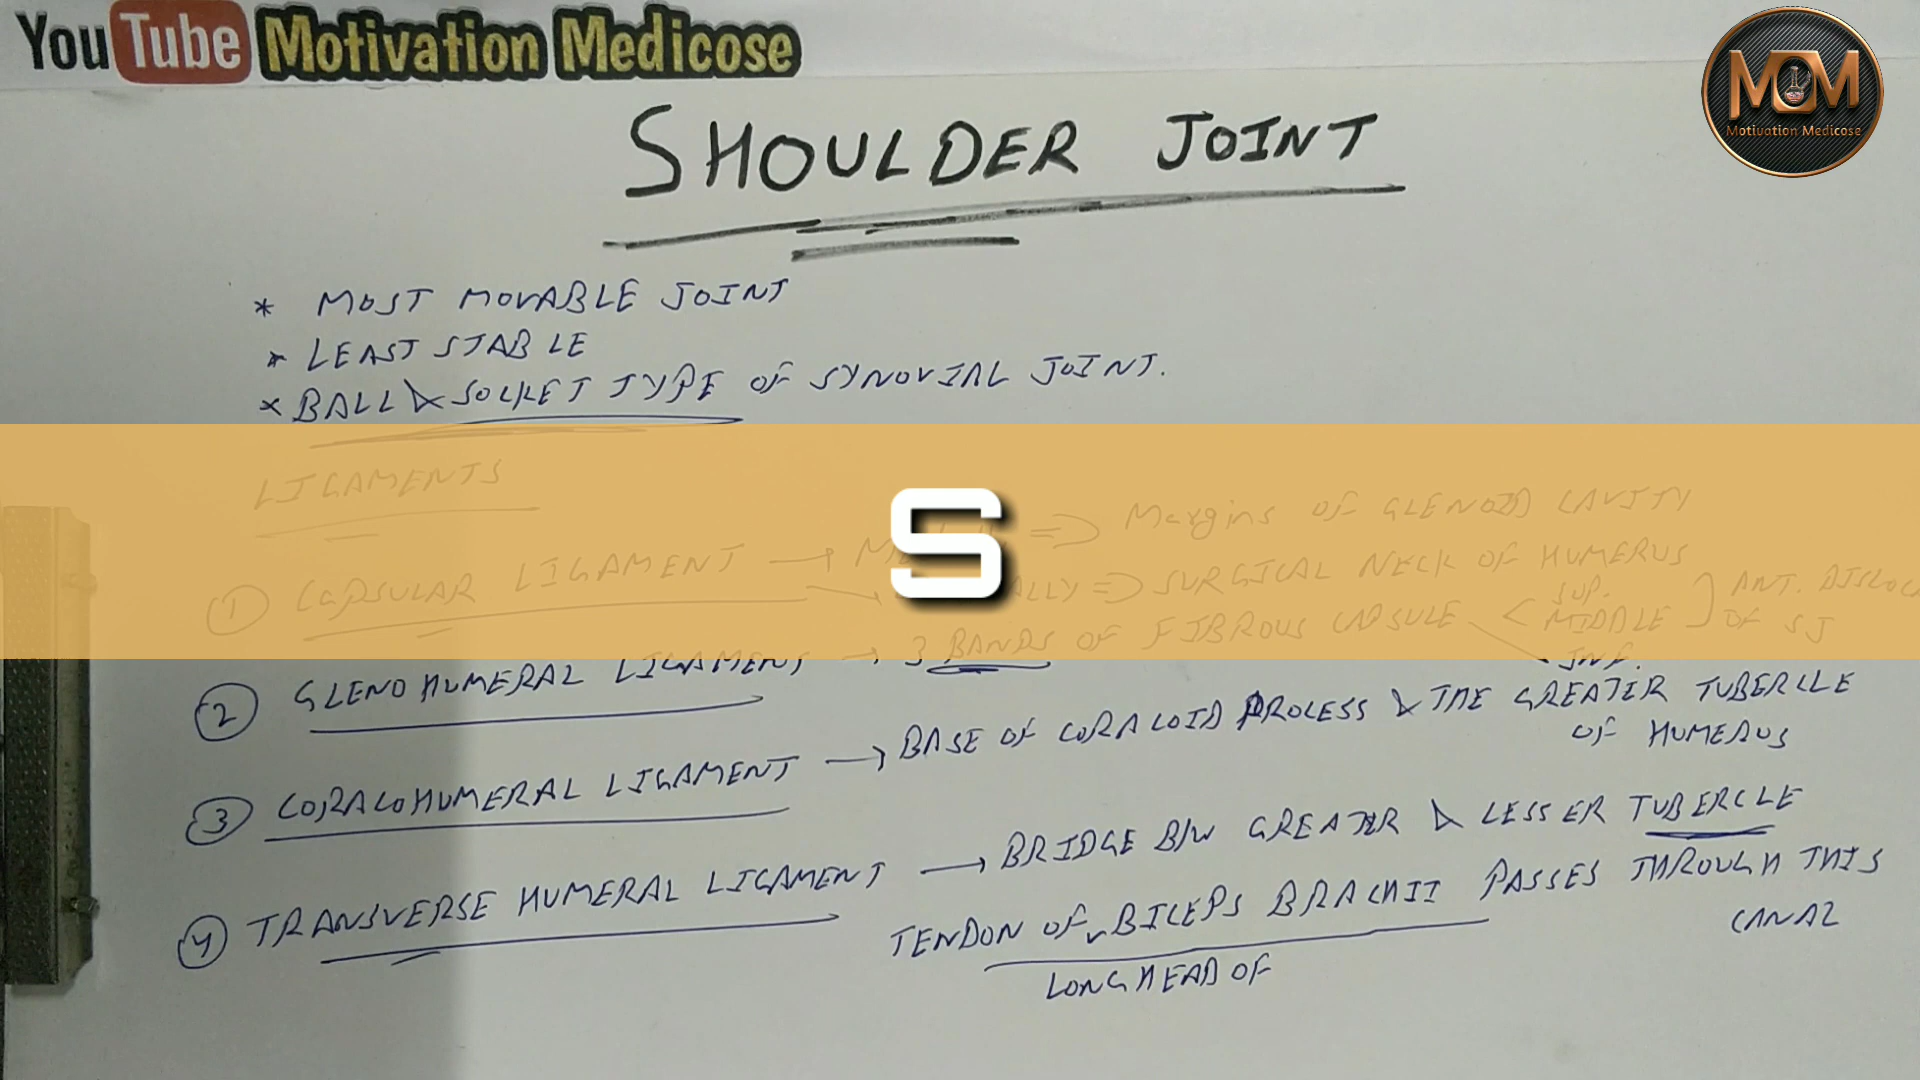 YouTube Motivation Medicose
MOM
Motivation Medicose
SHOULDER JOINT
* MOST MOVABLE JOINT
* LEAST STABLE
* BALL & SOCKET TYPE OF SYNOVIAL JOINT.
LIGAMENTS
S
① CAPSULAR LIGAMENT → ⇒ Margins OF GLENOID CAVITY
⇒ SURGICAL NECK OF HUMERUS
② GLENOHUMERAL LIGAMENT → 3 BANDS OF FIBROUS CAPSULE < SUP. MIDDLE INF. } ANT. OF SJ
③ CORACOHUMERAL LIGAMENT → BASE OF CORACOID PROCESS & THE GREATER TUBERCLE
OF HUMERUS
④ TRANSVERSE HUMERAL LIGAMENT → BRIDGE B/W GREATER & LESSER TUBERCLE
TENDON OF BICEPS BRACHII PASSES THROUGH THIS
CANAL
LONG HEAD OF